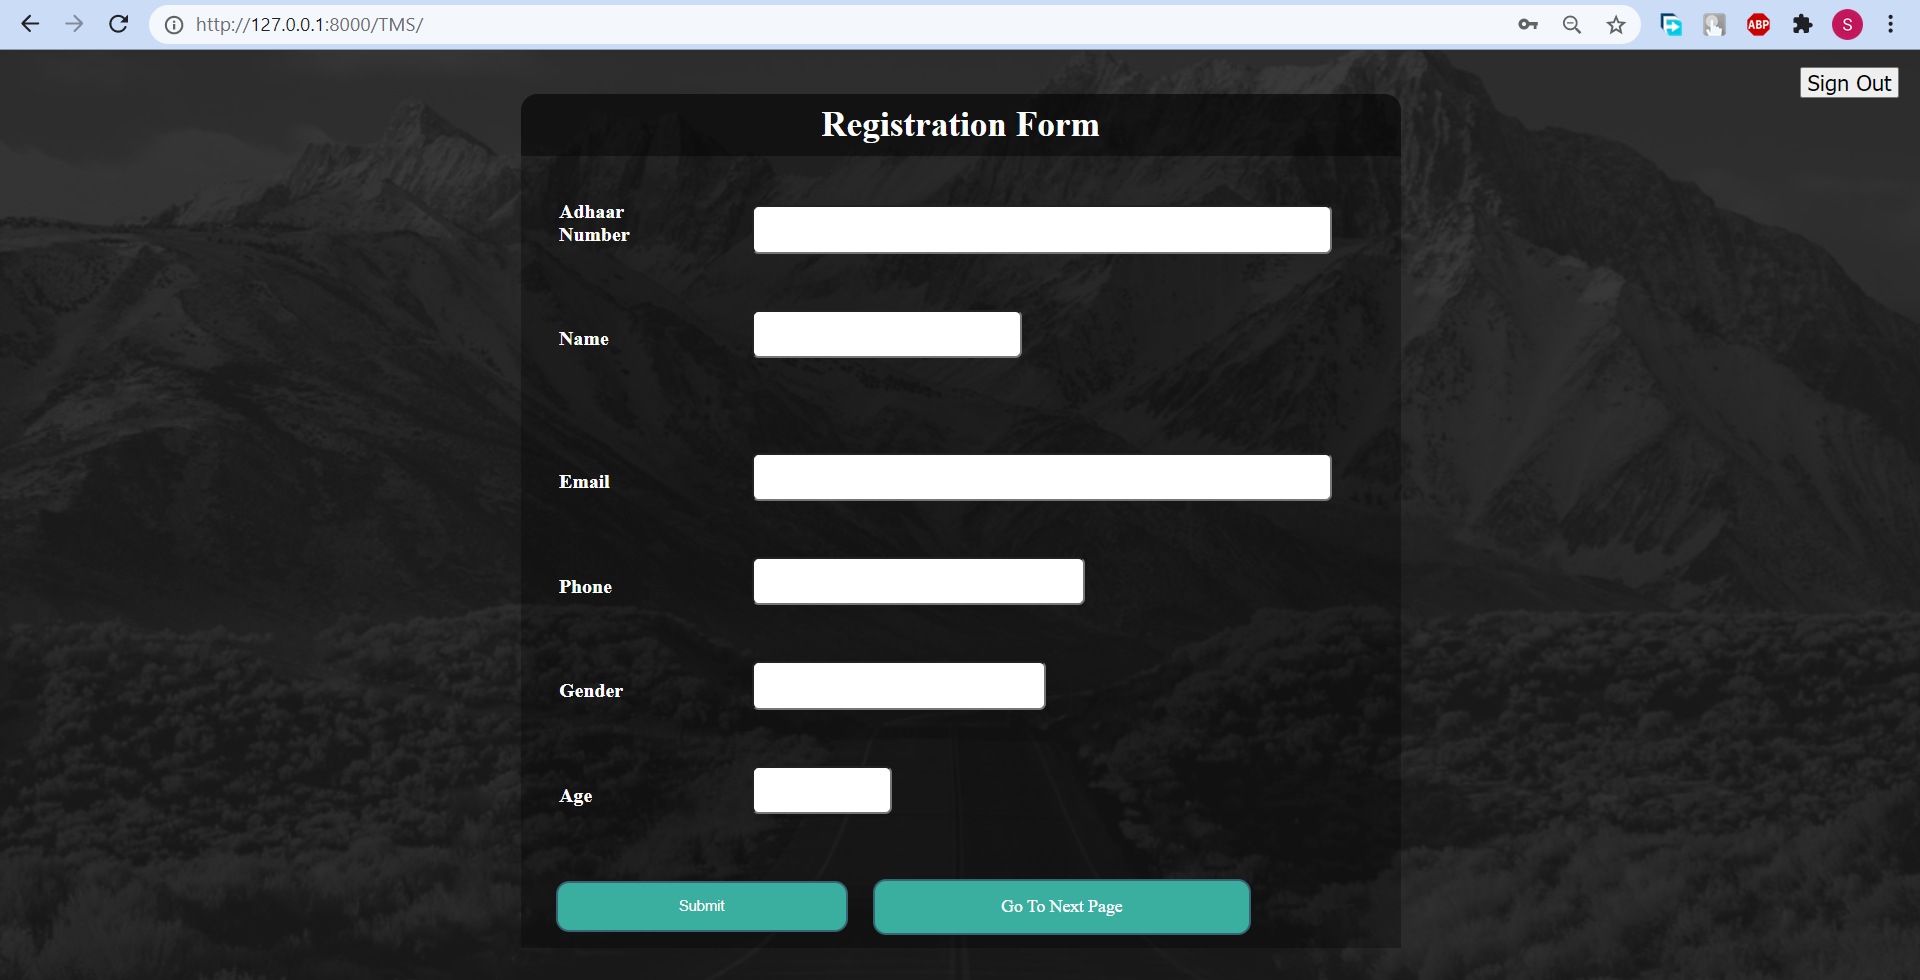 http://127.0.0.1:8000/TMS/
ABP
S
Sign Out
Registration Form
Adhaar
Number
Name
Email
Phone
Gender
Age
Submit
Go To Next Page